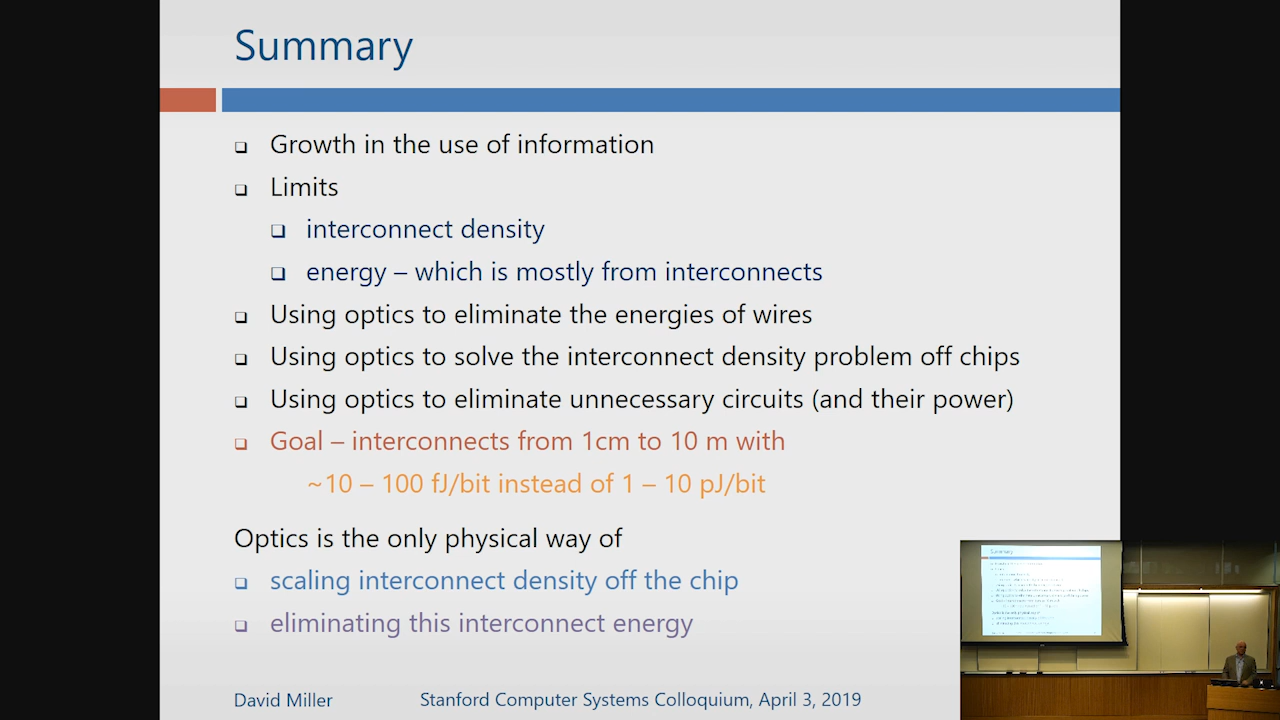 Summary
❑ Growth in the use of information
❑ Limits
❑ interconnect density
❑ energy – which is mostly from interconnects
❑ Using optics to eliminate the energies of wires
❑ Using optics to solve the interconnect density problem off chips
❑ Using optics to eliminate unnecessary circuits (and their power)
❑ Goal – interconnects from 1cm to 10 m with
~10 – 100 fJ/bit instead of 1 – 10 pJ/bit
Optics is the only physical way of
❑ scaling interconnect density off the chip
❑ eliminating this interconnect energy
David Miller
Stanford Computer Systems Colloquium, April 3, 2019
Summary